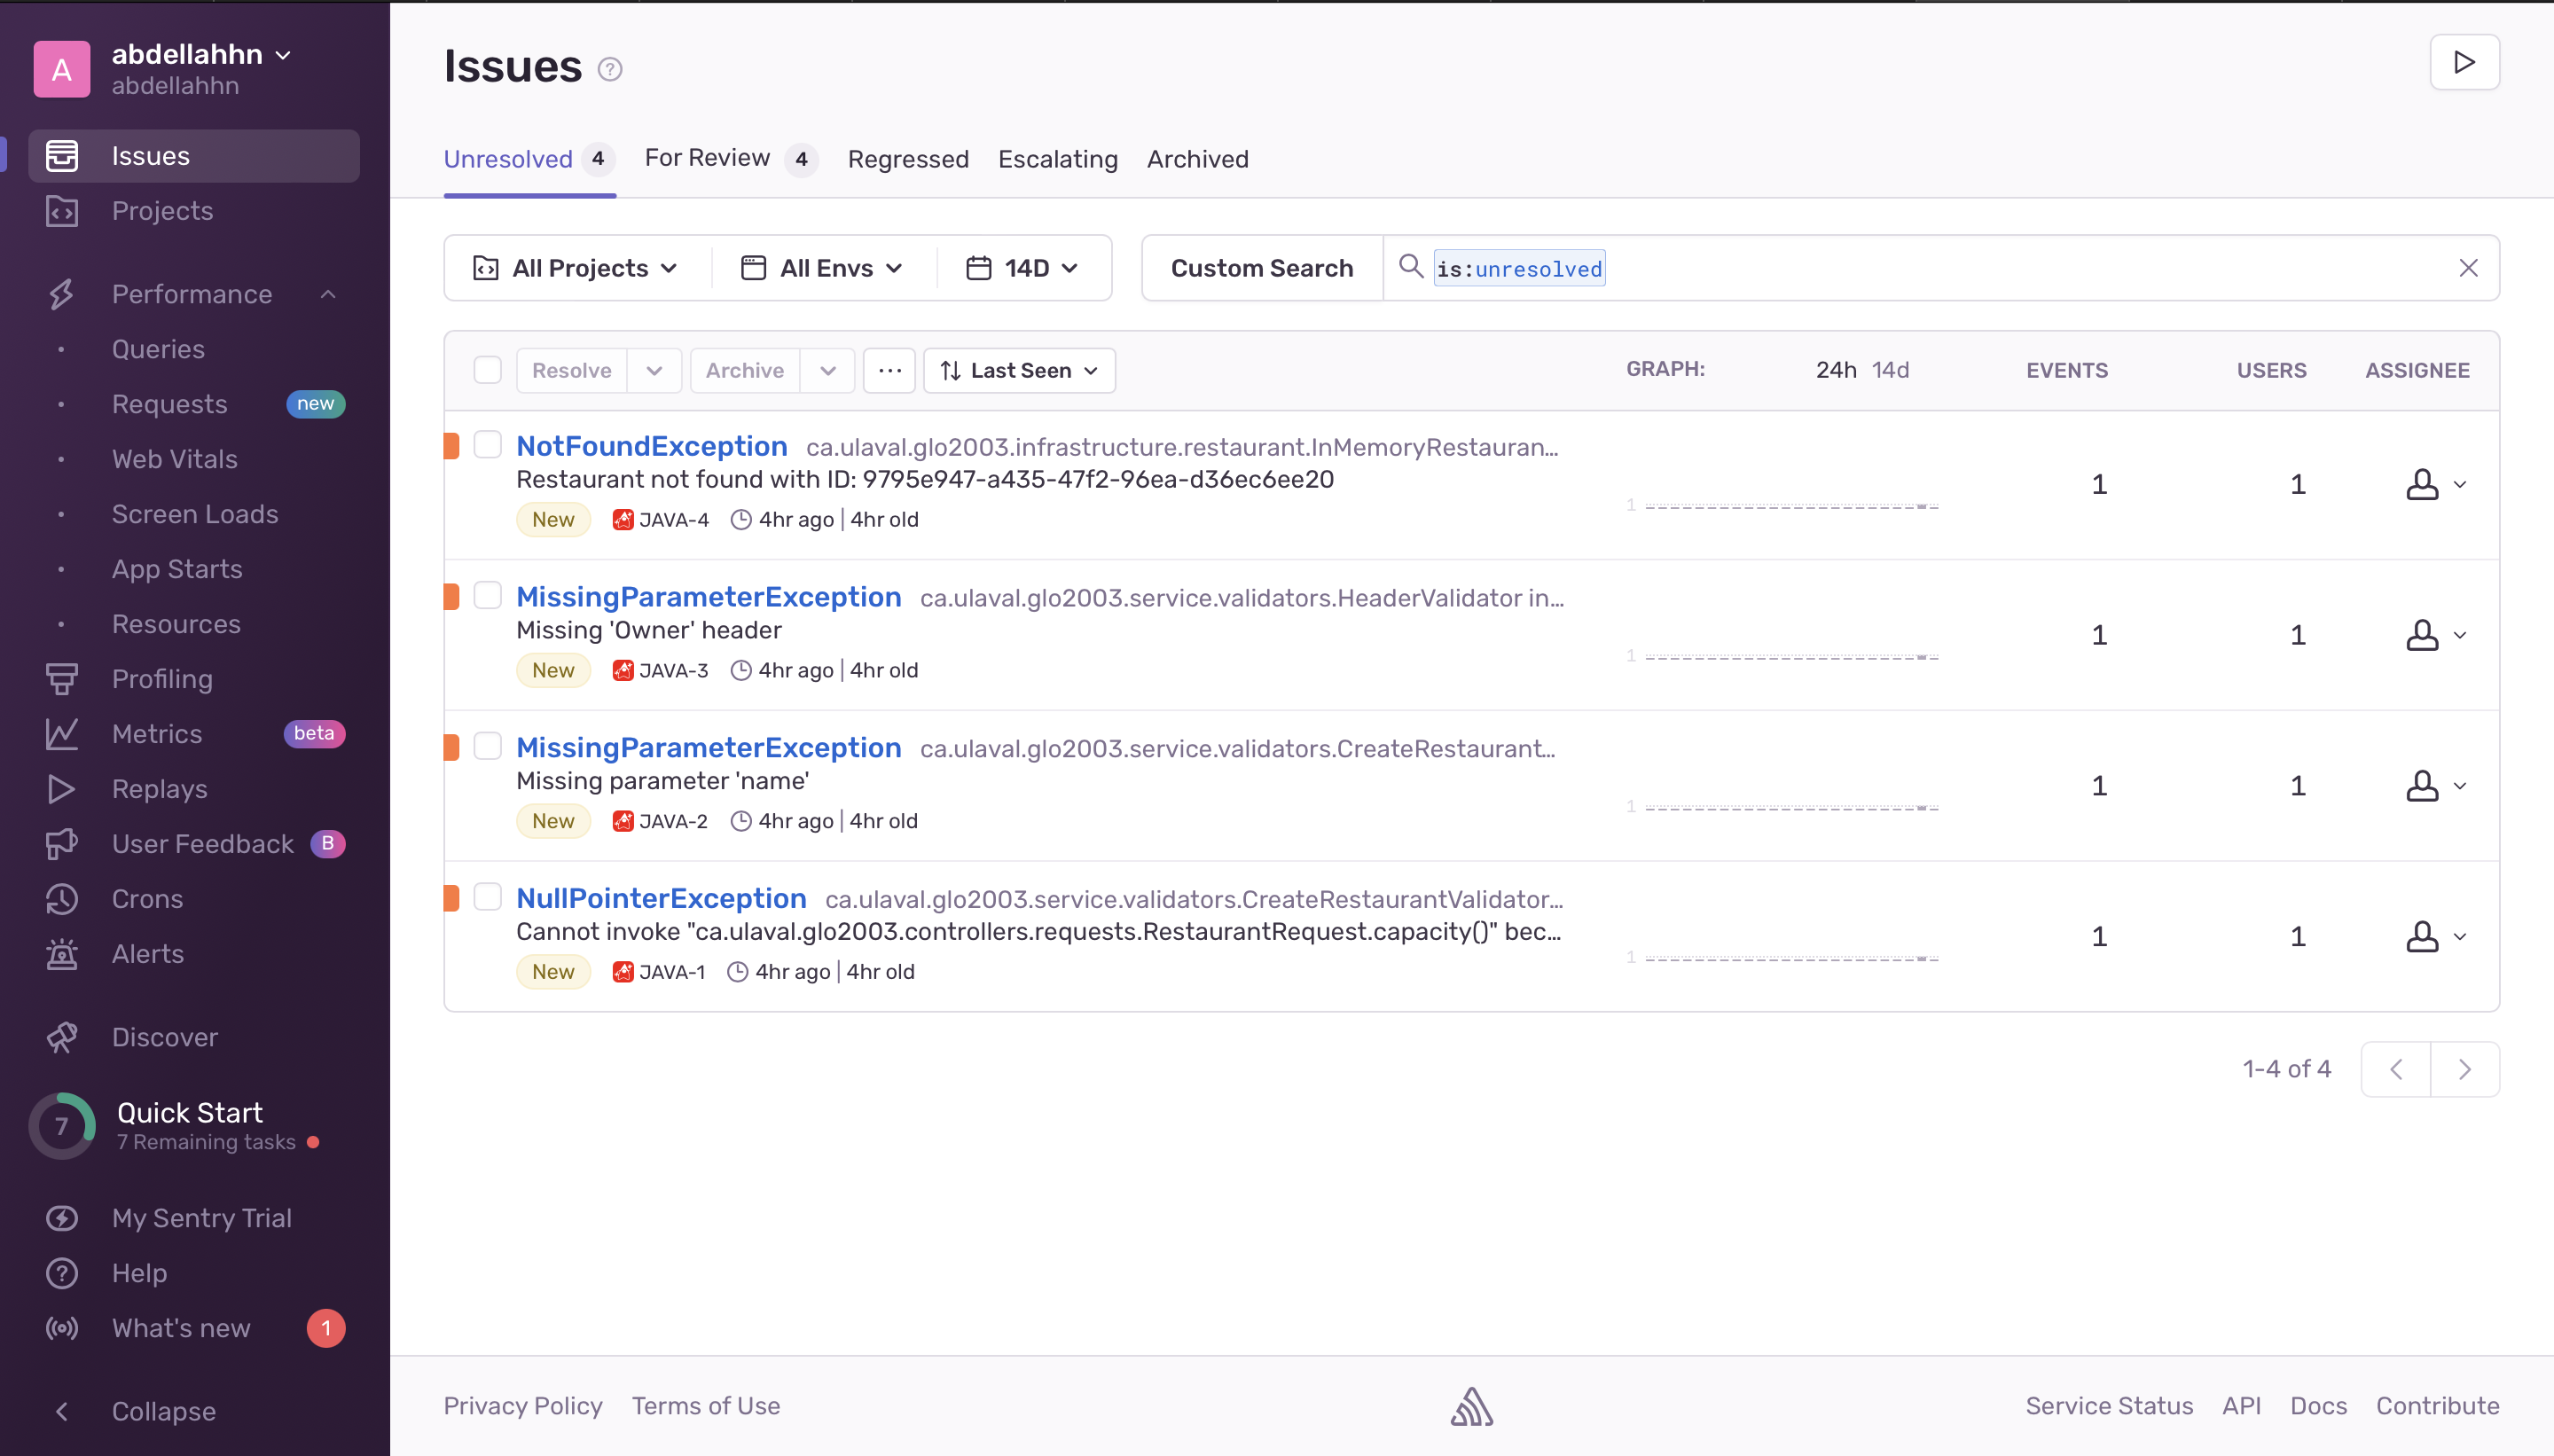 A
abdellahhn
abdellahhn
Issues
Projects
Performance
Queries
Requests new
Web Vitals
Screen Loads
App Starts
Resources
Profiling
Metrics beta
Replays
User Feedback B
Crons
Alerts
Discover
7
Quick Start
7 Remaining tasks
My Sentry Trial
Help
What's new 1
Collapse
Issues ?
Unresolved 4 For Review 4 Regressed Escalating Archived
All Projects All Envs 14D Custom Search is:unresolved
Resolve Archive ... Last Seen GRAPH: 24h 14d EVENTS USERS ASSIGNEE
NotFoundException ca.ulaval.glo2003.infrastructure.restaurant.InMemoryRestauran...
Restaurant not found with ID: 9795e947-a435-47f2-96ea-d36ec6ee20
New JAVA-4 4hr ago | 4hr old
1 1 1
MissingParameterException ca.ulaval.glo2003.service.validators.HeaderValidator in...
Missing 'Owner' header
New JAVA-3 4hr ago | 4hr old
1 1 1
MissingParameterException ca.ulaval.glo2003.service.validators.CreateRestaurant...
Missing parameter 'name'
New JAVA-2 4hr ago | 4hr old
1 1 1
NullPointerException ca.ulaval.glo2003.service.validators.CreateRestaurantValidator...
Cannot invoke "ca.ulaval.glo2003.controllers.requests.RestaurantRequest.capacity()" bec...
New JAVA-1 4hr ago | 4hr old
1 1 1
1-4 of 4
Privacy Policy Terms of Use Service Status API Docs Contribute